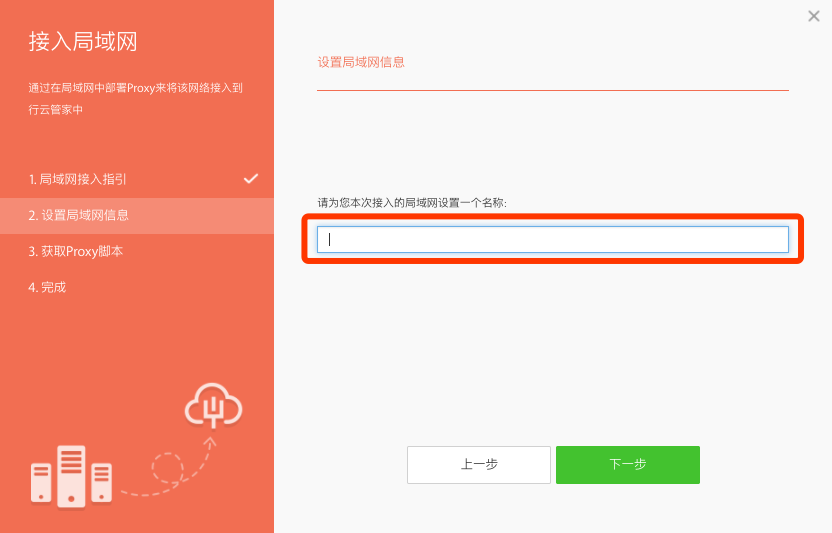 接入局域网
通过在局域网中部署Proxy来将该网络接入到
行云管家中
1. 局域网接入指引
2. 设置局域网信息
3. 获取Proxy脚本
4. 完成
设置局域网信息
请为您本次接入的局域网设置一个名称:
上一步
下一步